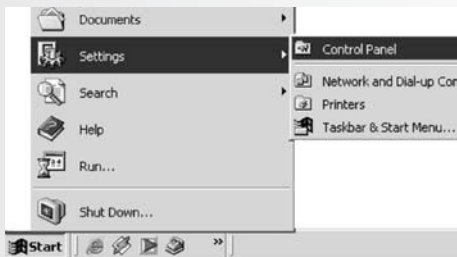 Documents
Settings
Search
Help
Run...
Shut Down...
Control Panel
Network and Dial-up Con
Printers
Taskbar & Start Menu...
Start
»